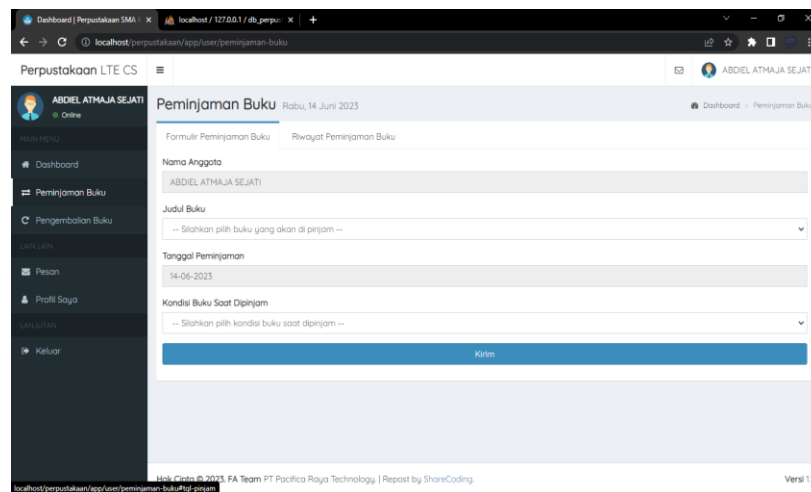 Dashboard | Perpustakaan SMA
localhost / 127.0.0.1 / db_perpus
localhost/perpustakaan/app/user/peminjaman-buku
Perpustakaan LTE CS
ABDIEL ATMAJA SEJAT
ABDIEL ATMAJA SEJATI
Online
Peminjaman Buku Rabu, 14 Juni 2023
Dashboard > Peminjaman Buku
MAIN MENU
Dashboard
Peminjaman Buku
Pengembalian Buku
LAIN LAIN
Pesan
Profil Saya
LANJUTAN
Keluar
Formulir Peminjaman Buku
Riwayat Peminjaman Buku
Nama Anggota
ABDIEL ATMAJA SEJATI
Judul Buku
-- Silahkan pilih buku yang akan di pinjam --
Tanggal Peminjaman
14-06-2023
Kondisi Buku Saat Dipinjam
-- Silahkan pilih kondisi buku saat dipinjam --
Kirim
Hak Cipta © 2023. FA Team PT Pacifica Raya Technology. | Repost by ShareCoding.
Versi
localhost/perpustakaan/app/user/peminjaman-buku#tgl-pinjam